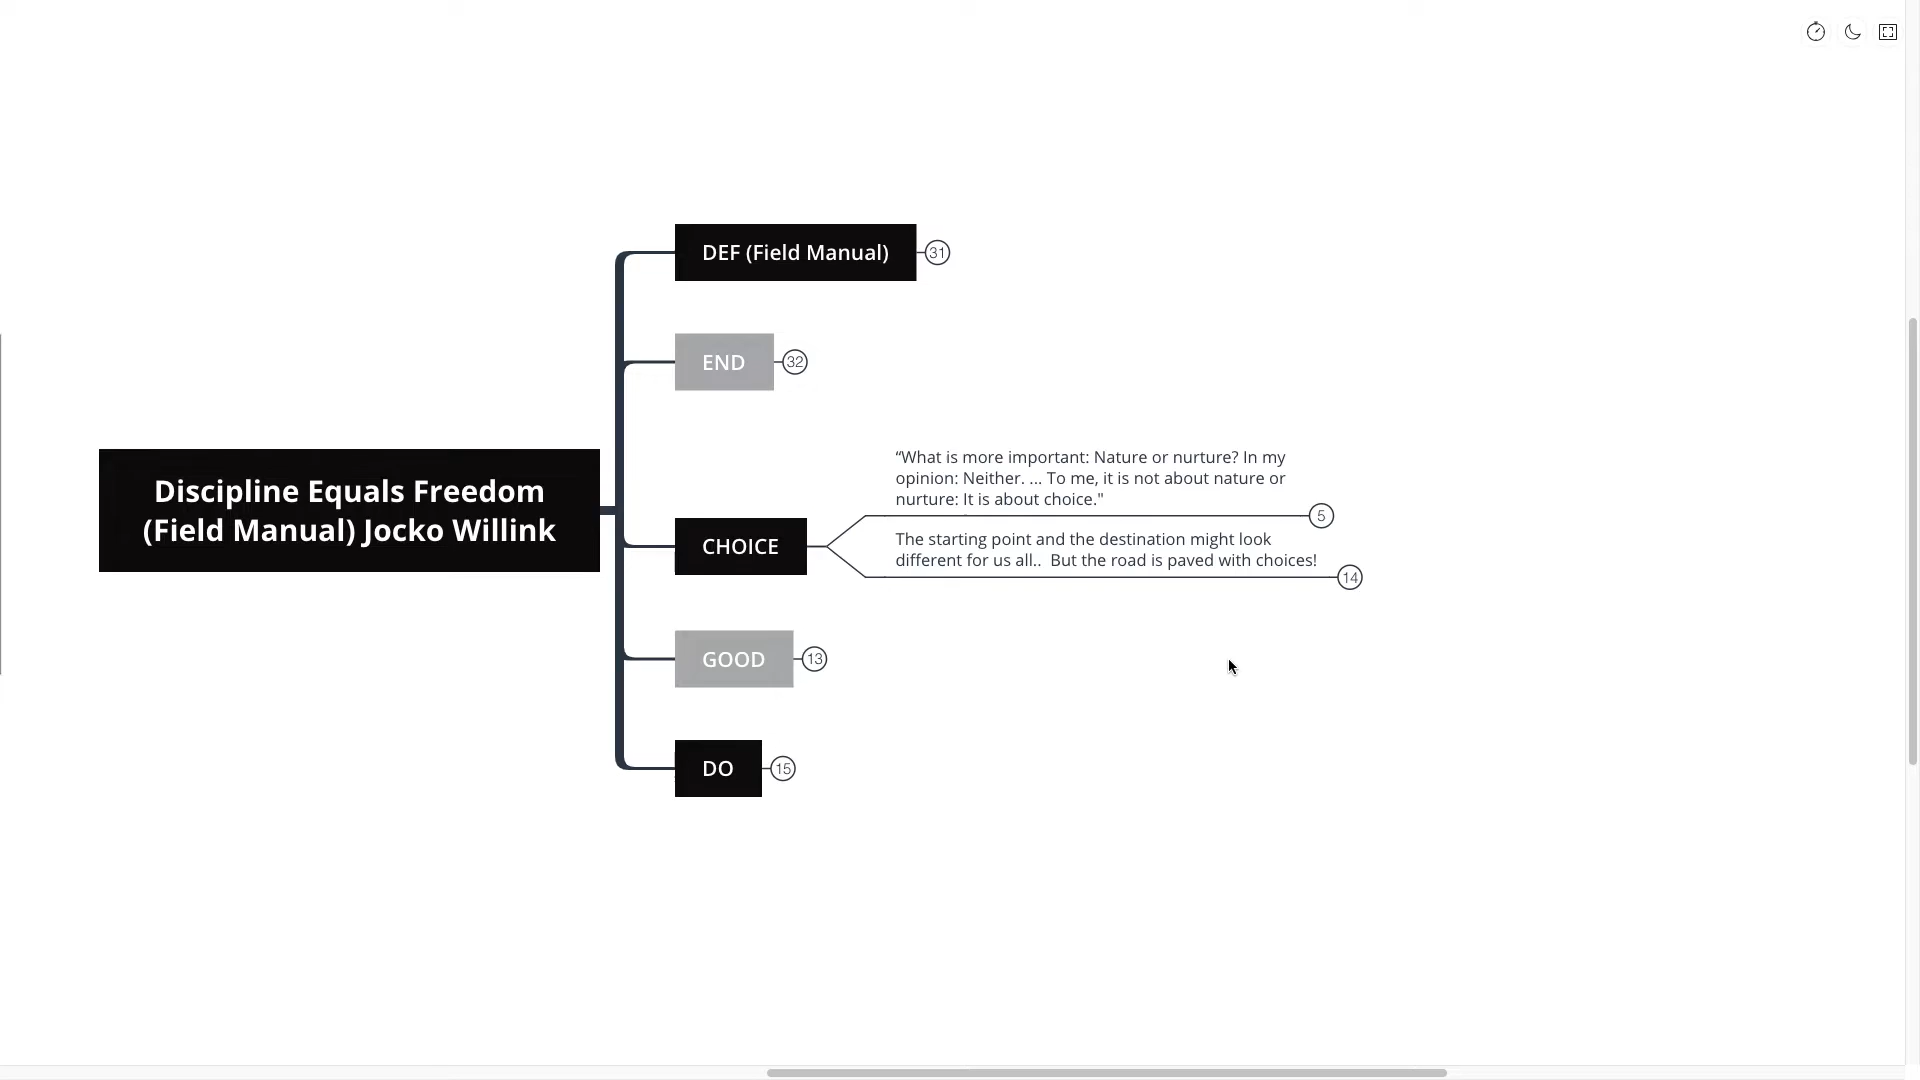 DEF (Field Manual)
31
END
32
Discipline Equals Freedom
(Field Manual) Jocko Willink
“What is more important: Nature or nurture? In my
opinion: Neither. ... To me, it is not about nature or
nurture: It is about choice."
5
CHOICE
The starting point and the destination might look
different for us all..  But the road is paved with choices!
14
GOOD
13
DO
15